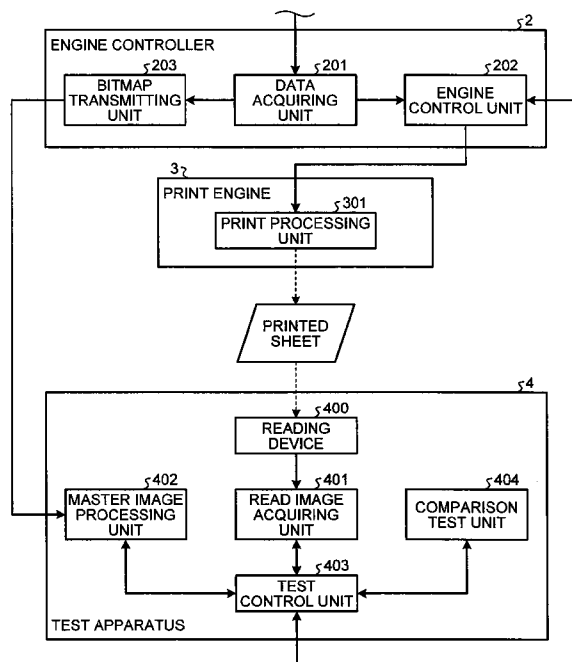 2
ENGINE CONTROLLER
203
201
202
BITMAP
TRANSMITTING
UNIT
DATA
ACQUIRING
UNIT
ENGINE
CONTROL UNIT
3
PRINT ENGINE
301
PRINT PROCESSING
UNIT
PRINTED
SHEET
4
400
READING
DEVICE
402
401
404
MASTER IMAGE
PROCESSING
UNIT
READ IMAGE
ACQUIRING
UNIT
COMPARISON
TEST UNIT
403
TEST
CONTROL UNIT
TEST APPARATUS